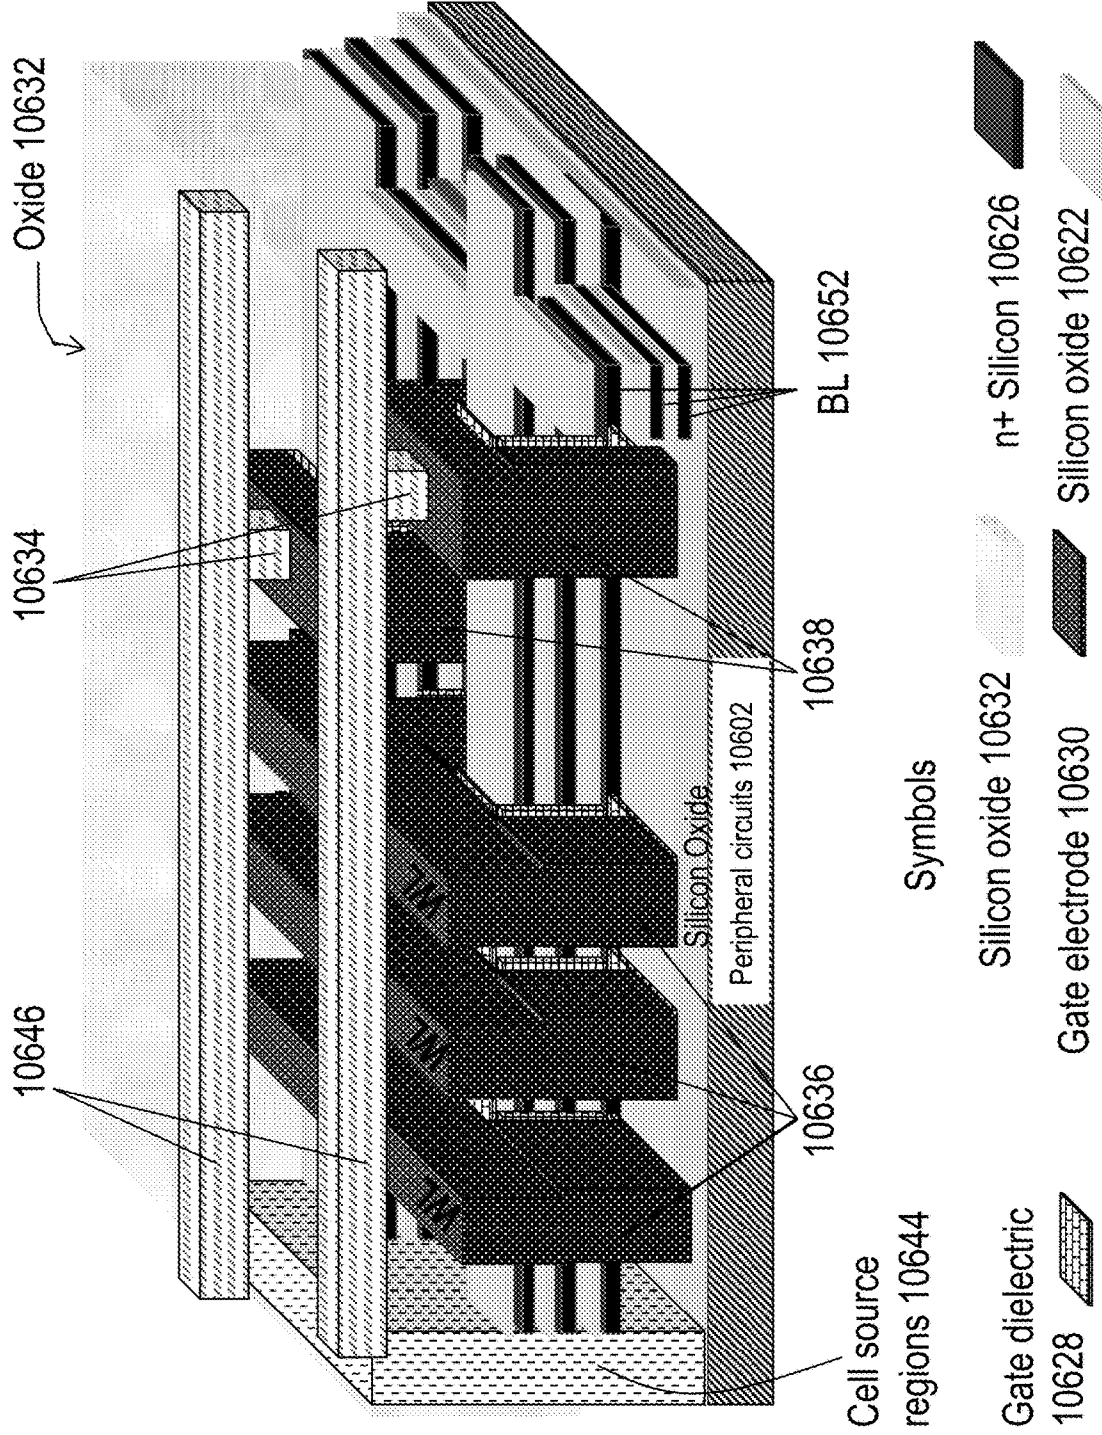 Oxide 10632
10646
10634
WL
WL
WL
Silicon Oxide
Peripheral circuits 10602
Cell source
regions 10644
10636
10638
BL 10652
Symbols
Gate dielectric
10628
Silicon oxide 10632
n+ Silicon 10626
Gate electrode 10630
Silicon oxide 10622